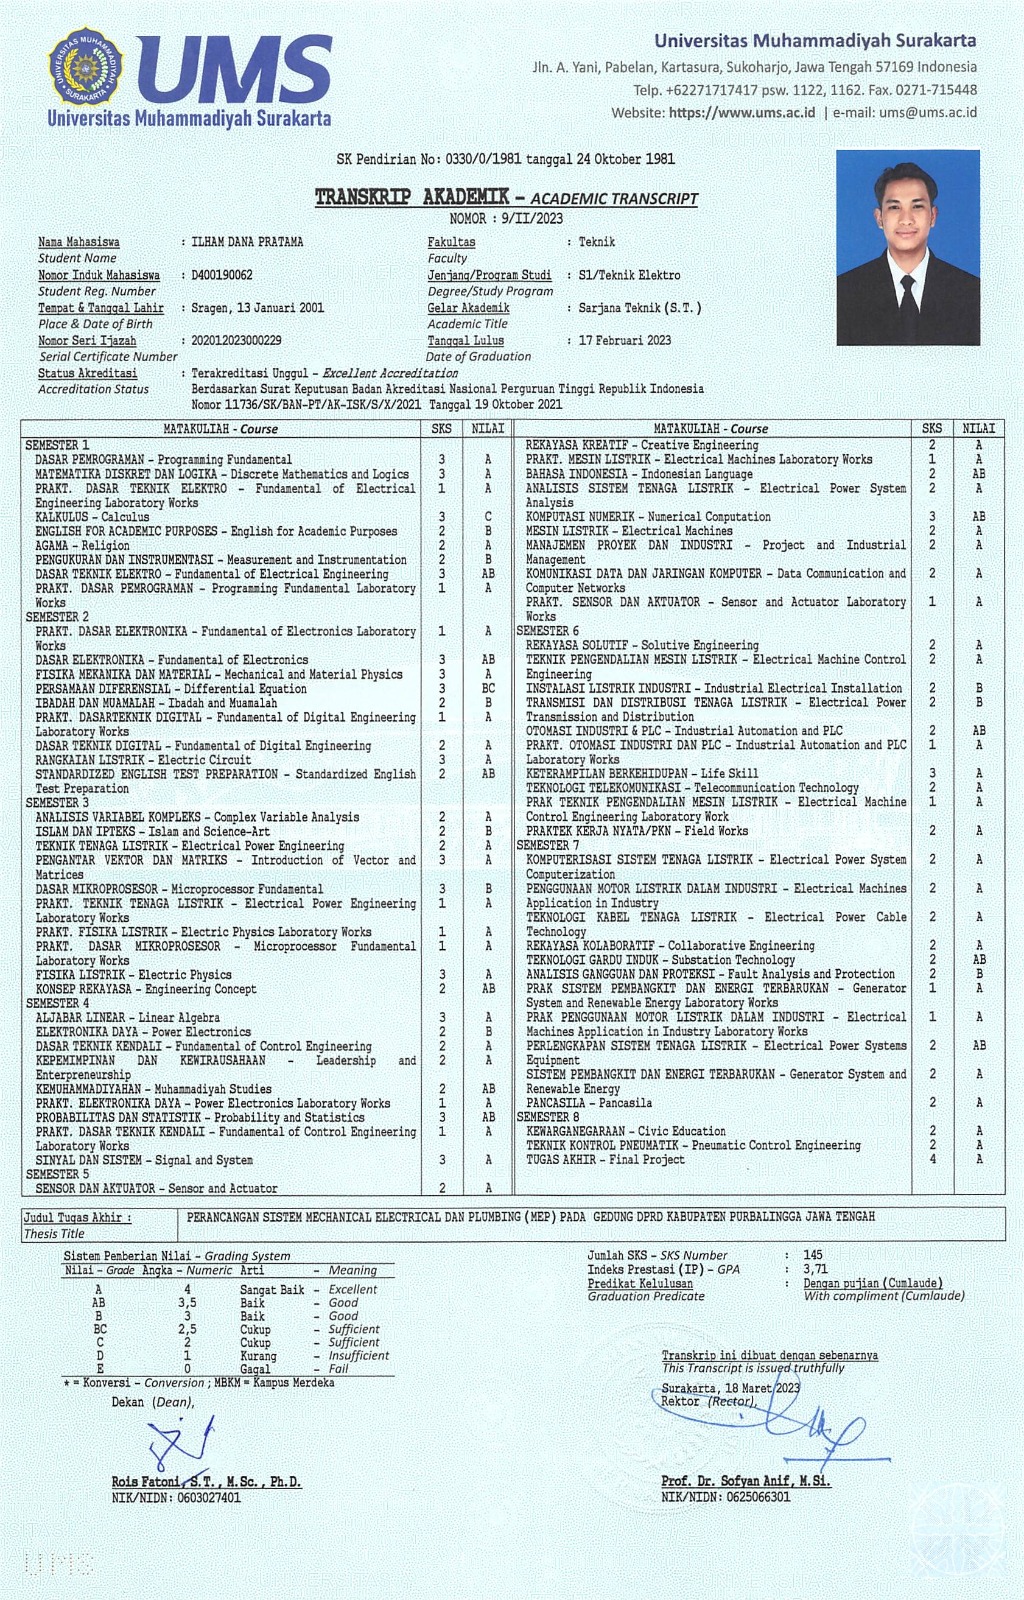 UNIVERSITAS MUHAMMADIYAH
SURAKARTA
UMS
Universitas Muhammadiyah Surakarta
Universitas Muhammadiyah Surakarta
Jln. A. Yani, Pabelan, Kartasura, Sukoharjo, Jawa Tengah 57169 Indonesia
Telp. +62271717417 psw. 1122, 1162. Fax. 0271-715448
Website: https://www.ums.ac.id | e-mail: ums@ums.ac.id
SK Pendirian No: 0330/O/1981 tanggal 24 Oktober 1981
TRANSKRIP AKADEMIK – ACADEMIC TRANSCRIPT
NOMOR : 9/II/2023
Nama Mahasiswa : ILHAM DANA PRATAMA
Student Name
Nomor Induk Mahasiswa : D400190062
Student Reg. Number
Tempat & Tanggal Lahir : Sragen, 13 Januari 2001
Place & Date of Birth
Nomor Seri Ijazah : 202012023000229
Serial Certificate Number
Fakultas : Teknik
Faculty
Jenjang/Program Studi : S1/Teknik Elektro
Degree/Study Program
Gelar Akademik : Sarjana Teknik (S.T.)
Academic Title
Tanggal Lulus : 17 Februari 2023
Date of Graduation
Status Akreditasi : Terakreditasi Unggul – Excellent Accreditation
Accreditation Status Berdasarkan Surat Keputusan Badan Akreditasi Nasional Perguruan Tinggi Republik Indonesia
Nomor 11736/SK/BAN-PT/AK-ISK/S/X/2021 Tanggal 19 Oktober 2021
MATAKULIAH - Course SKS NILAI
SEMESTER 1
DASAR PEMROGRAMAN – Programming Fundamental 3 A
MATEMATIKA DISKRET DAN LOGIKA – Discrete Mathematics and Logics 3 A
PRAKT. DASAR TEKNIK ELEKTRO – Fundamental of Electrical 1 A
Engineering Laboratory Works
KALKULUS – Calculus 3 C
ENGLISH FOR ACADEMIC PURPOSES – English for Academic Purposes 2 B
AGAMA – Religion 2 A
PENGUKURAN DAN INSTRUMENTASI – Measurement and Instrumentation 2 B
DASAR TEKNIK ELEKTRO – Fundamental of Electrical Engineering 3 AB
PRAKT. DASAR PEMROGRAMAN – Programming Fundamental Laboratory 1 A
Works
SEMESTER 2
PRAKT. DASAR ELEKTRONIKA – Fundamental of Electronics Laboratory 1 A
Works
DASAR ELEKTRONIKA – Fundamental of Electronics 3 AB
FISIKA MEKANIKA DAN MATERIAL – Mechanical and Material Physics 3 A
PERSAMAAN DIFERENSIAL – Differential Equation 3 BC
IBADAH DAN MUAMALAH – Ibadah and Muamalah 2 B
PRAKT. DASARTEKNIK DIGITAL – Fundamental of Digital Engineering 1 A
Laboratory Works
DASAR TEKNIK DIGITAL – Fundamental of Digital Engineering 2 A
RANGKAIAN LISTRIK – Electric Circuit 3 A
STANDARDIZED ENGLISH TEST PREPARATION – Standardized English 2 AB
Test Preparation
SEMESTER 3
ANALISIS VARIABEL KOMPLEKS – Complex Variable Analysis 2 A
ISLAM DAN IPTEKS – Islam and Science-Art 2 B
TEKNIK TENAGA LISTRIK – Electrical Power Engineering 2 A
PENGANTAR VEKTOR DAN MATRIKS – Introduction of Vector and 3 A
Matrices
DASAR MIKROPROSESOR – Microprocessor Fundamental 3 B
PRAKT. TEKNIK TENAGA LISTRIK – Electrical Power Engineering 1 A
Laboratory Works
PRAKT. FISIKA LISTRIK – Electric Physics Laboratory Works 1 A
PRAKT. DASAR MIKROPROSESOR – Microprocessor Fundamental 1 A
Laboratory Works
FISIKA LISTRIK – Electric Physics 3 A
KONSEP REKAYASA – Engineering Concept 2 AB
SEMESTER 4
ALJABAR LINEAR – Linear Algebra 3 A
ELEKTRONIKA DAYA – Power Electronics 2 B
DASAR TEKNIK KENDALI – Fundamental of Control Engineering 2 A
KEPEMIMPINAN DAN KEWIRAUSAHAAN – Leadership and 2 A
Enterpreneurship
KEMUHAMMADIYAHAN – Muhammadiyah Studies 2 AB
PRAKT. ELEKTRONIKA DAYA – Power Electronics Laboratory Works 1 A
PROBABILITAS DAN STATISTIK – Probability and Statistics 3 AB
PRAKT. DASAR TEKNIK KENDALI – Fundamental of Control Engineering 1 A
Laboratory Works
SINYAL DAN SISTEM – Signal and System 3 A
SEMESTER 5
SENSOR DAN AKTUATOR – Sensor and Actuator 2 A
MATAKULIAH - Course SKS NILAI
REKAYASA KREATIF – Creative Engineering 2 A
PRAKT. MESIN LISTRIK – Electrical Machines Laboratory Works 1 A
BAHASA INDONESIA – Indonesian Language 2 AB
ANALISIS SISTEM TENAGA LISTRIK – Electrical Power System 2 A
Analysis
KOMPUTASI NUMERIK – Numerical Computation 3 AB
MESIN LISTRIK – Electrical Machines 2 A
MANAJEMEN PROYEK DAN INDUSTRI – Project and Industrial 2 A
Management
KOMUNIKASI DATA DAN JARINGAN KOMPUTER – Data Communication and 2 A
Computer Networks
PRAKT. SENSOR DAN AKTUATOR – Sensor and Actuator Laboratory 1 A
Works
SEMESTER 6
REKAYASA SOLUTIF – Solutive Engineering 2 A
TEKNIK PENGENDALIAN MESIN LISTRIK – Electrical Machine Control 2 A
Engineering
INSTALASI LISTRIK INDUSTRI – Industrial Electrical Installation 2 B
TRANSMISI DAN DISTRIBUSI TENAGA LISTRIK – Electrical Power 2 B
Transmission and Distribution
OTOMASI INDUSTRI & PLC – Industrial Automation and PLC 2 AB
PRAKT. OTOMASI INDUSTRI DAN PLC – Industrial Automation and PLC 1 A
Laboratory Works
KETERAMPILAN BERKEHIDUPAN – Life Skill 3 A
TEKNOLOGI TELEKOMUNIKASI – Telecommunication Technology 2 A
PRAK TEKNIK PENGENDALIAN MESIN LISTRIK – Electrical Machine 1 A
Control Engineering Laboratory Work
PRAKTEK KERJA NYATA/PKN – Field Works 2 A
SEMESTER 7
KOMPUTERISASI SISTEM TENAGA LISTRIK – Electrical Power System 2 A
Computerization
PENGGUNAAN MOTOR LISTRIK DALAM INDUSTRI – Electrical Machines 2 A
Application in Industry
TEKNOLOGI KABEL TENAGA LISTRIK – Electrical Power Cable 2 A
Technology
REKAYASA KOLABORATIF – Collaborative Engineering 2 A
TEKNOLOGI GARDU INDUK – Substation Technology 2 AB
ANALISIS GANGGUAN DAN PROTEKSI – Fault Analysis and Protection 2 B
PRAK SISTEM PEMBANGKIT DAN ENERGI TERBARUKAN – Generator 1 A
System and Renewable Energy Laboratory Works
PRAK PENGGUNAAN MOTOR LISTRIK DALAM INDUSTRI – Electrical 1 A
Machines Application in Industry Laboratory Works
PERLENGKAPAN SISTEM TENAGA LISTRIK – Electrical Power Systems 2 AB
Equipment
SISTEM PEMBANGKIT DAN ENERGI TERBARUKAN – Generator System and 2 A
Renewable Energy
PANCASILA – Pancasila 2 A
SEMESTER 8
KEWARGANEGARAAN – Civic Education 2 A
TEKNIK KONTROL PNEUMATIK – Pneumatic Control Engineering 2 A
TUGAS AKHIR – Final Project 4 A
Judul Tugas Akhir : PERANCANGAN SISTEM MECHANICAL ELECTRICAL DAN PLUMBING (MEP) PADA GEDUNG DPRD KABUPATEN PURBALINGGA JAWA TENGAH
Thesis Title
Sistem Pemberian Nilai – Grading System
Nilai – Grade Angka – Numeric Arti – Meaning
A 4 Sangat Baik – Excellent
AB 3,5 Baik – Good
B 3 Baik – Good
BC 2,5 Cukup – Sufficient
C 2 Cukup – Sufficient
D 1 Kurang – Insufficient
E 0 Gagal – Fail
* = Konversi – Conversion ; MBKM = Kampus Merdeka
Jumlah SKS – SKS Number : 145
Indeks Prestasi (IP) – GPA : 3,71
Predikat Kelulusan : Dengan pujian (Cumlaude)
Graduation Predicate With compliment (Cumlaude)
Transkrip ini dibuat dengan sebenarnya
This Transcript is issued truthfully
Surakarta, 18 Maret 2023
Rektor (Rector),
Prof. Dr. Sofyan Anif, M.Si.
NIK/NIDN: 0625066301
Dekan (Dean),
Rois Fatoni, S.T., M.Sc., Ph.D.
NIK/NIDN: 0603027401
UMS